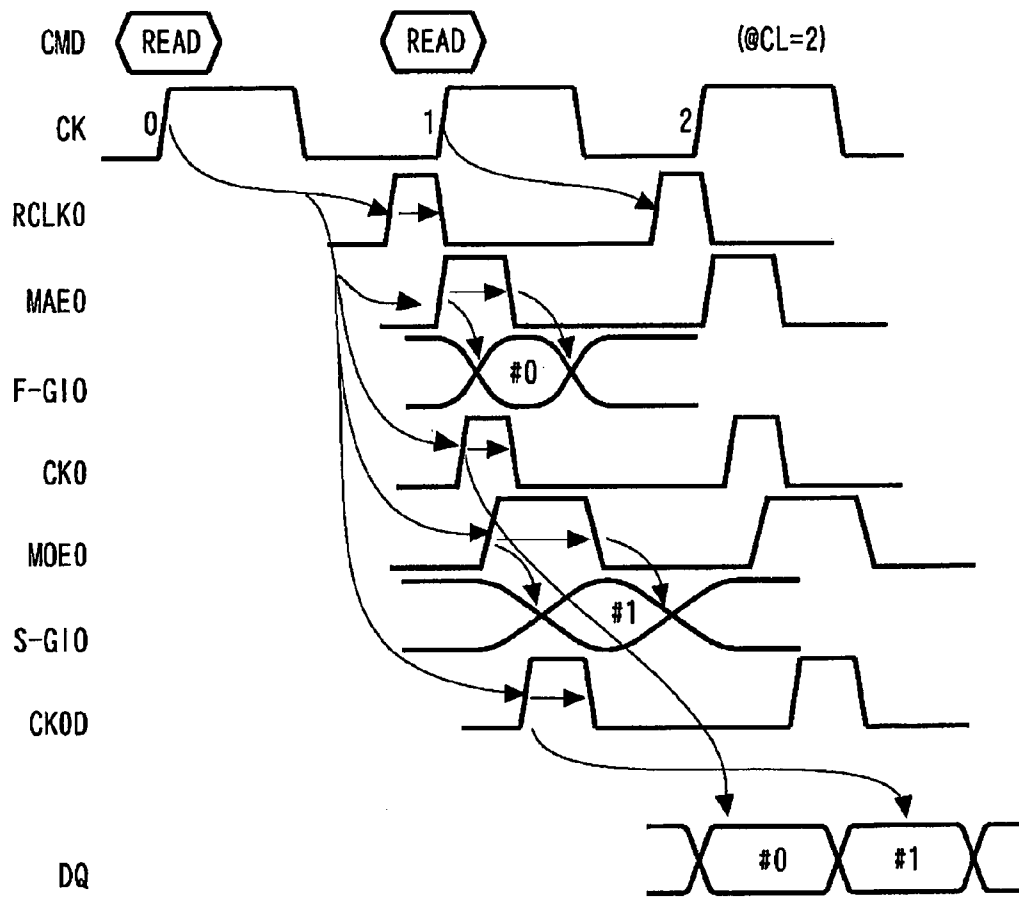 CMD READ READ (@CL=2)
CK 0 1 2
RCLK0
MAE0
F-GIO #0
CK0
MOE0
S-GIO #1
CK0D
DQ #0 #1